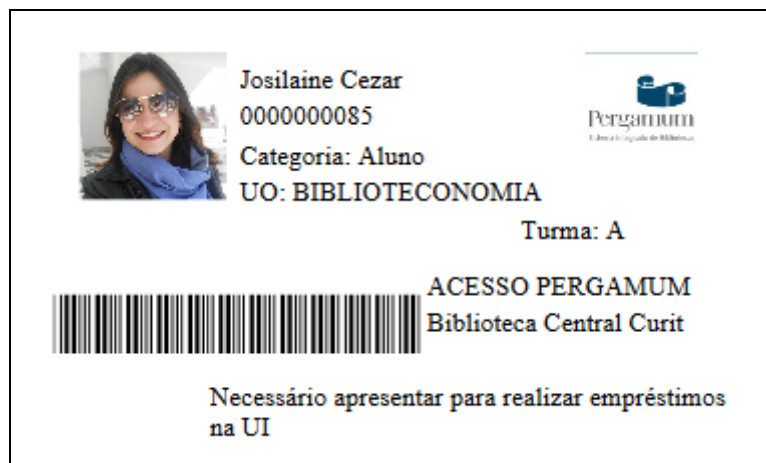 Josilaine Cezar
0000000085
Categoria: Aluno
UO: BIBLIOTECONOMIA
Turma: A
Pergamum
ACESSO PERGAMUM
Biblioteca Central Curit
Necessário apresentar para realizar empréstimos
na UI